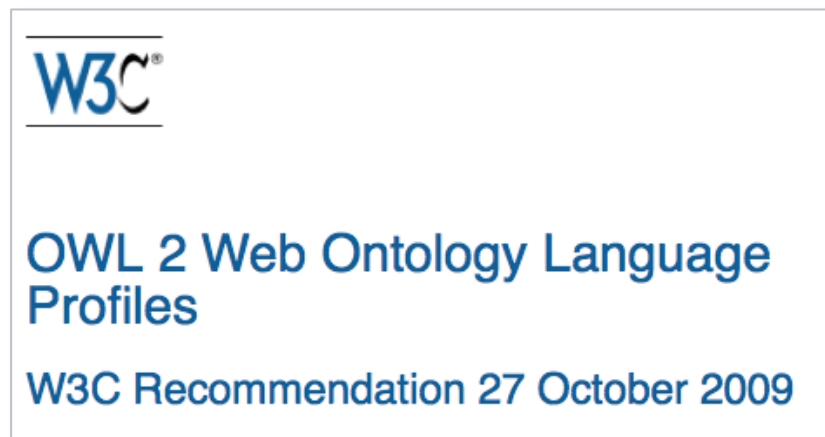 W3C®
OWL 2 Web Ontology Language
Profiles
W3C Recommendation 27 October 2009